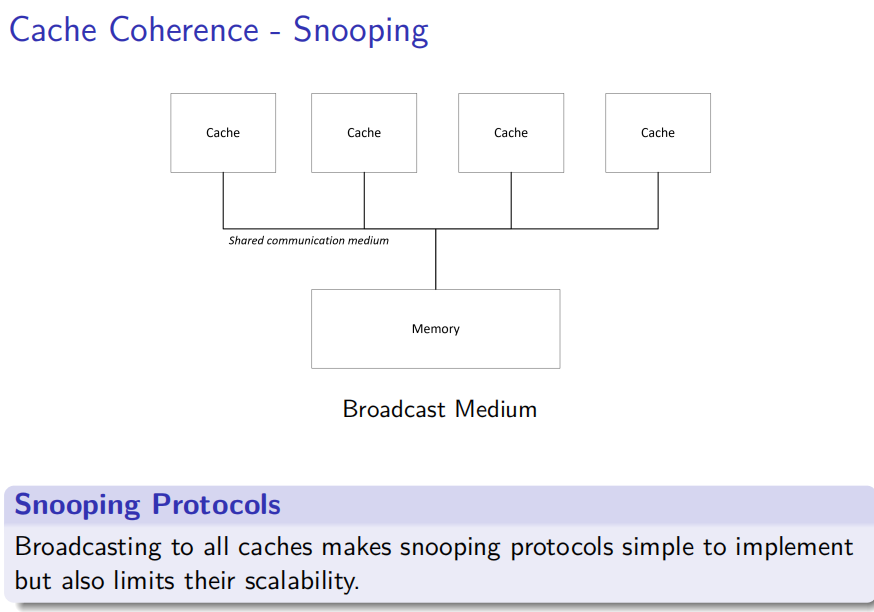 Cache Coherence - Snooping
Cache Cache Cache Cache
Shared communication medium
Memory
Broadcast Medium
Snooping Protocols
Broadcasting to all caches makes snooping protocols simple to implement
but also limits their scalability.